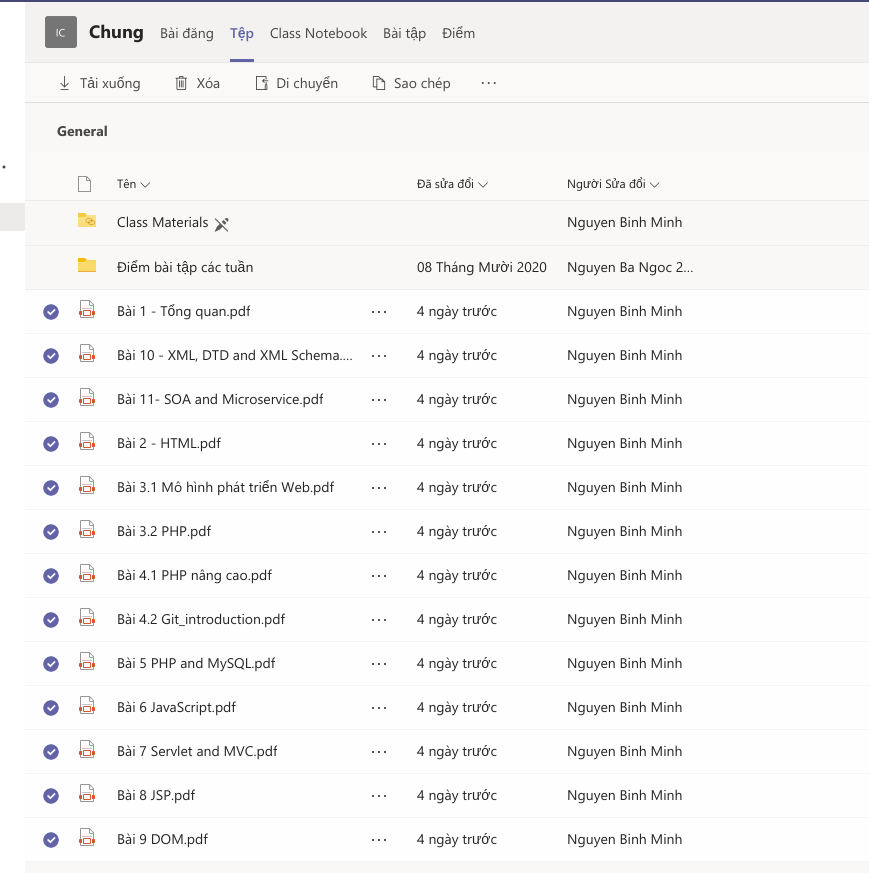 IC Chung Bài đăng Tệp Class Notebook Bài tập Điểm
Tải xuống Xóa Di chuyển Sao chép ...
General
Tên Đã sửa đổi Người Sửa đổi
Class Materials Nguyen Binh Minh
Điểm bài tập các tuần 08 Tháng Mười 2020 Nguyen Ba Ngoc 2...
Bài 1 - Tổng quan.pdf ... 4 ngày trước Nguyen Binh Minh
Bài 10 - XML, DTD and XML Schema.... ... 4 ngày trước Nguyen Binh Minh
Bài 11- SOA and Microservice.pdf ... 4 ngày trước Nguyen Binh Minh
Bài 2 - HTML.pdf ... 4 ngày trước Nguyen Binh Minh
Bài 3.1 Mô hình phát triển Web.pdf ... 4 ngày trước Nguyen Binh Minh
Bài 3.2 PHP.pdf ... 4 ngày trước Nguyen Binh Minh
Bài 4.1 PHP nâng cao.pdf ... 4 ngày trước Nguyen Binh Minh
Bài 4.2 Git_introduction.pdf ... 4 ngày trước Nguyen Binh Minh
Bài 5 PHP and MySQL.pdf ... 4 ngày trước Nguyen Binh Minh
Bài 6 JavaScript.pdf ... 4 ngày trước Nguyen Binh Minh
Bài 7 Servlet and MVC.pdf ... 4 ngày trước Nguyen Binh Minh
Bài 8 JSP.pdf ... 4 ngày trước Nguyen Binh Minh
Bài 9 DOM.pdf ... 4 ngày trước Nguyen Binh Minh